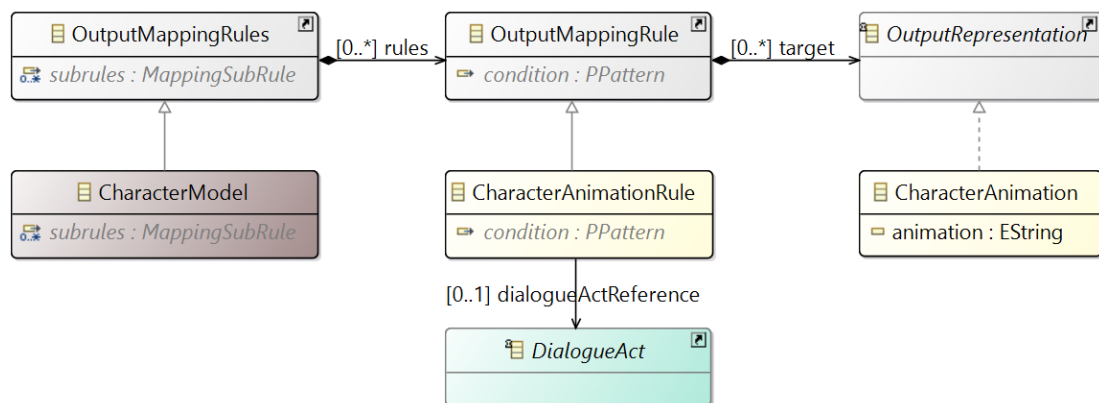 OutputMappingRules
subrules : MappingSubRule
[0..*] rules
OutputMappingRule
condition : PPattern
[0..*] target
OutputRepresentation
CharacterModel
subrules : MappingSubRule
CharacterAnimationRule
condition : PPattern
CharacterAnimation
animation : EString
[0..1] dialogueActReference
DialogueAct